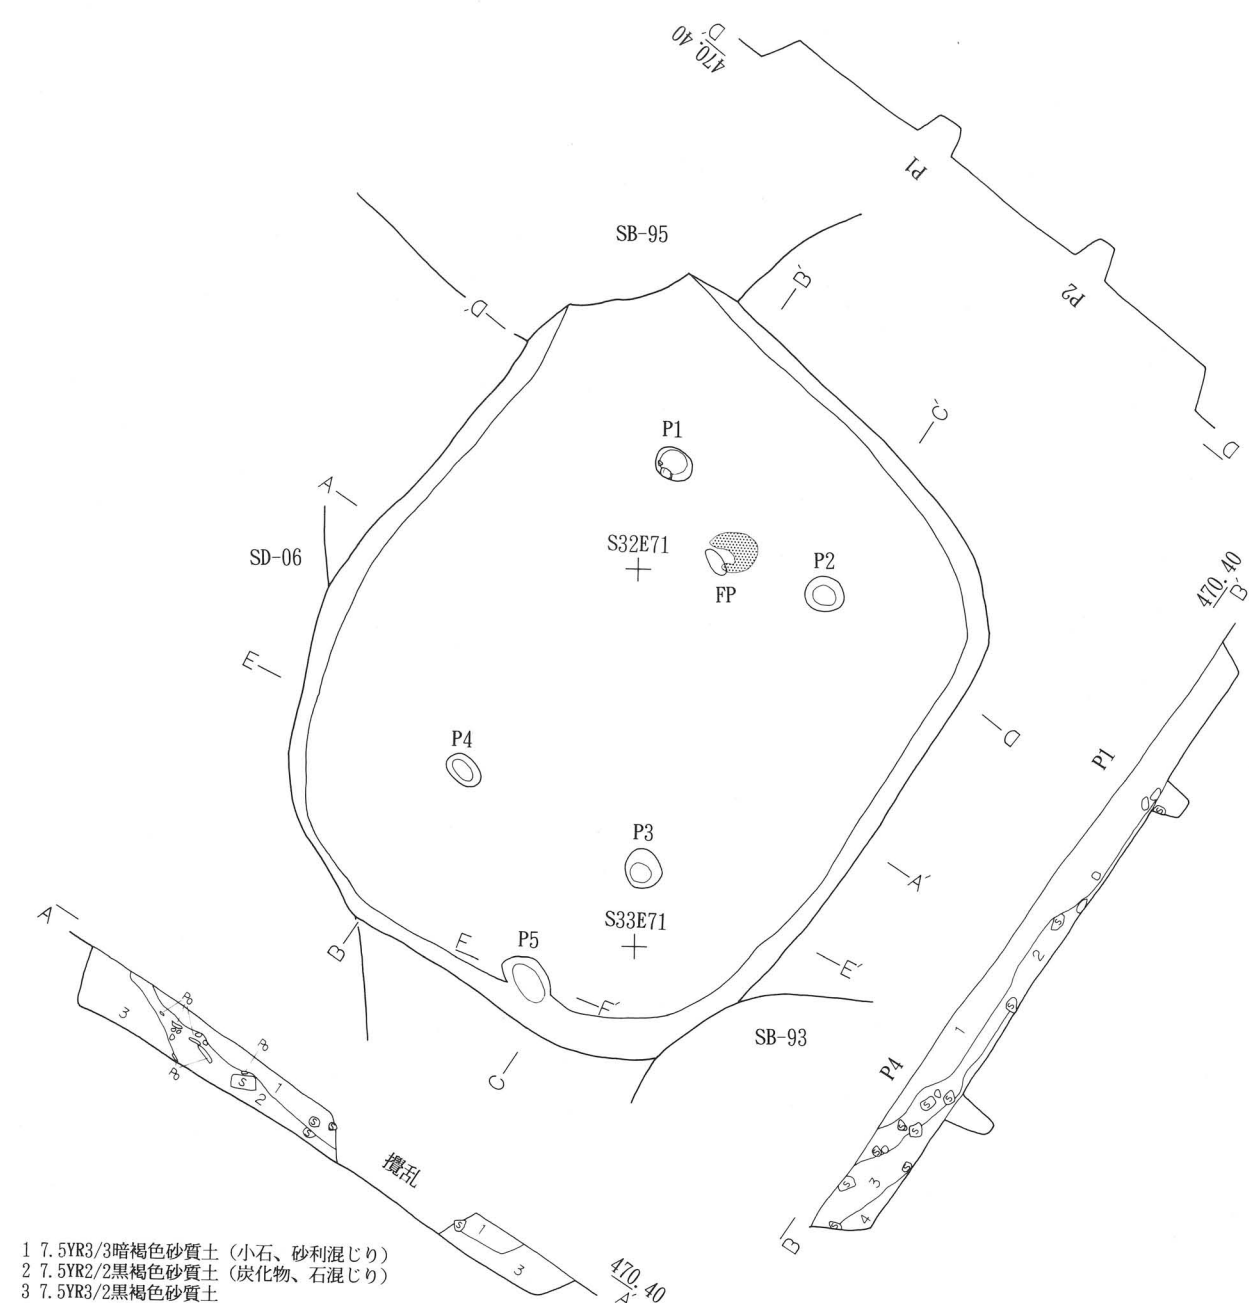 D´
470.40
P1
P2
D
SB-95
D´
B´
C´
P1
A
S32E71
SD-06
P2
FP
470.40
B´
E
D
P1
P4
P3
A´
S33E71
A
B
F
P5
E´
F´
2
S
S
S
SB-93
Po
3
Po
1
P4
C
Po
S
1
2
S
S
S
S
S
S
S
S
3
4
S
S
S
B
攪乱
S
1
3
470.40
A´
1 7.5YR3/3暗褐色砂質土（小石、砂利混じり）
2 7.5YR2/2黒褐色砂質土（炭化物、石混じり）
3 7.5YR3/2黒褐色砂質土